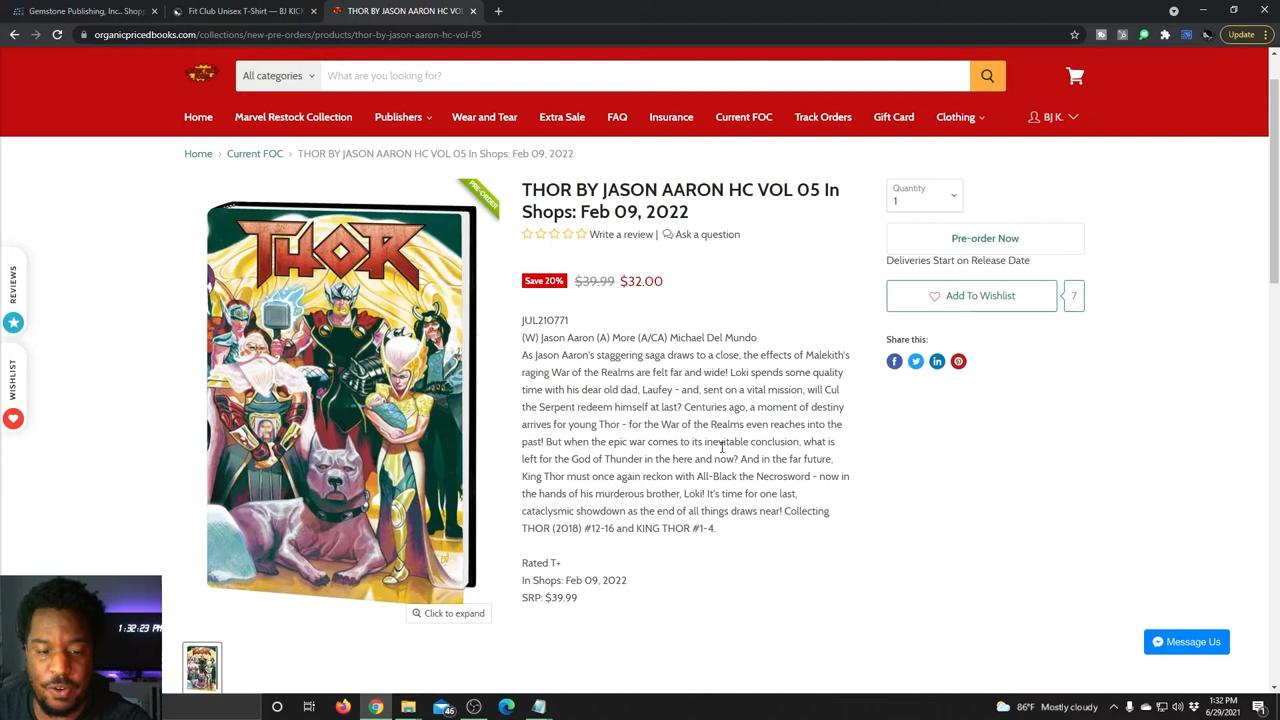 Gemstone Publishing, Inc.: Shop
Fit Club Unisex — BJ KICK
THOR BY JASON AARON HC VOL 05
Update
organicpricedbooks.com/collections/new-pre-orders/products/thor-by-jason-aaron-hc-vol-05
All categories
What are you looking for?
Home
Marvel Restock Collection
Publishers
Wear and Tear
Extra Sale
FAQ
Insurance
Current FOC
Track Orders
Gift Card
Clothing
BJ K.
Home
Current FOC
THOR BY JASON AARON HC VOL 05 In Shops: Feb 09, 2022
PRE-ORDER
THOR
REVIEWS
WISHLIST
Click to expand
THOR BY JASON AARON HC VOL 05 In
Shops: Feb 09, 2022
Write a review |
Ask a question
Save 20%
$39.99
$32.00
JUL210771
(W) Jason Aaron (A) More (A/CA) Michael Del Mundo
As Jason Aaron's staggering saga draws to a close, the effects of Malekith's
raging War of the Realms are felt far and wide! Loki spends some quality
time with his dear old dad, Laufey - and, sent on a vital mission, will Cul
the Serpent redeem himself at last? Centuries ago, a moment of destiny
arrives for young Thor - for the War of the Realms even reaches into the
past! But when the epic war comes to its inevitable conclusion, what is
left for the God of Thunder in the here and now? And in the far future,
King Thor must once again reckon with All-Black the Necrosword - now in
the hands of his murderous brother, Loki! It's time for one last,
cataclysmic showdown as the end of all things draws near! Collecting
THOR (2018) #12-16 and KING THOR #1-4.
Rated T+
In Shops: Feb 09, 2022
SRP: $39.99
Quantity
1
Pre-order Now
Deliveries Start on Release Date
Add To Wishlist
7
Share this:
Message Us
1:32:23 PM
46
86°F Mostly cloudy
1:32 PM
6/29/2021